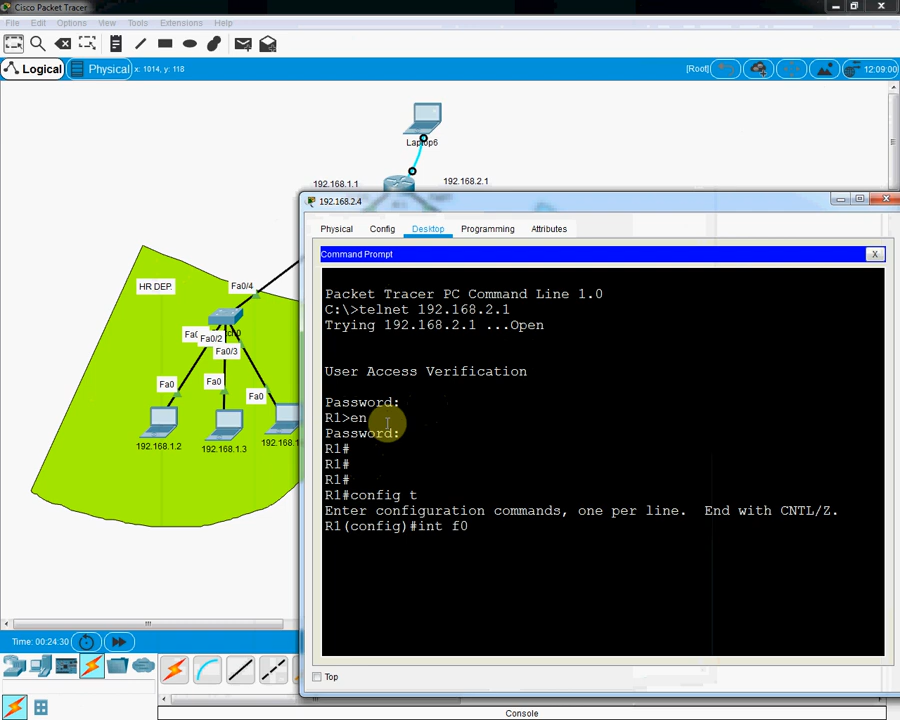 Cisco Packet Tracer
File Edit Options View Tools Extensions Help
Logical Physical x: 1014, y: 118 [Root] 12:09:00
Laptop6
192.168.1.1 192.168.2.1
192.168.2.4
Physical Config Desktop Programming Attributes
Command Prompt X
Packet Tracer PC Command Line 1.0
C:\>telnet 192.168.2.1
Trying 192.168.2.1 ...Open
User Access Verification
Password:
R1>en
Password:
R1#
R1#
R1#
R1#config t
Enter configuration commands, one per line. End with CNTL/Z.
R1(config)#int f0
Top
HR DEP.
Fa0/4
Fa0/2
Fa0/3
Fa0 Fa0 Fa0
192.168.1.2 192.168.1.3
Time: 00:24:30
Console